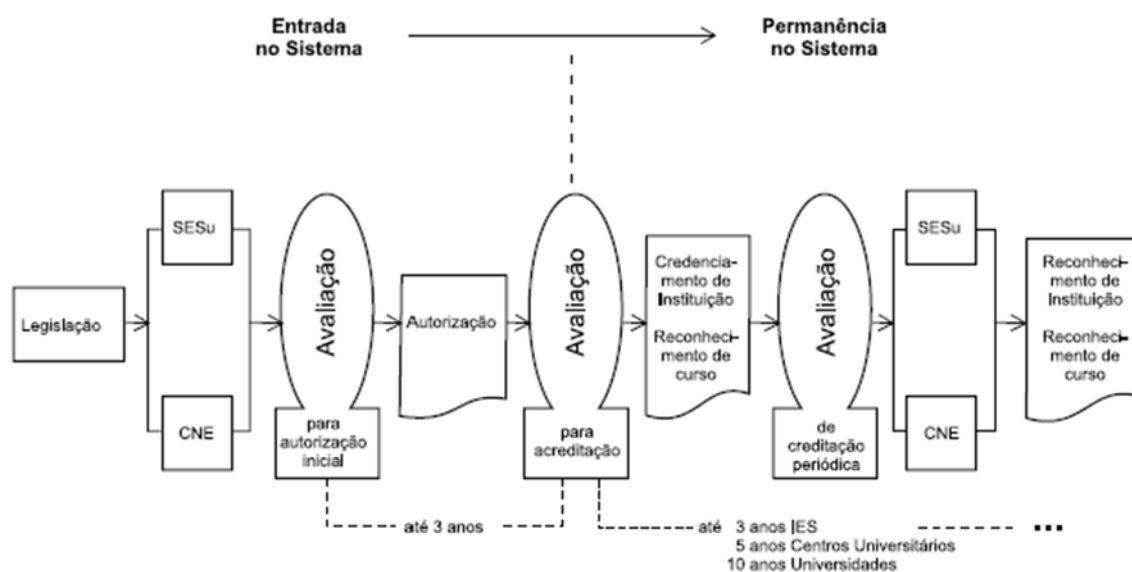 Entrada
no Sistema
Permanência
no Sistema
Legislação
SESu
CNE
Avaliação
para
autorização
inicial
Autorização
Avaliação
para
acreditação
Credencia-
mento de
Instituição
Reconheci-
mento de
curso
Avaliação
de
creditação
periódica
SESu
CNE
Reconheci-
mento de
Instituição
Reconheci-
mento de
curso
até 3 anos
até 3 anos IES
5 anos Centros Universitários
10 anos Universidades
...